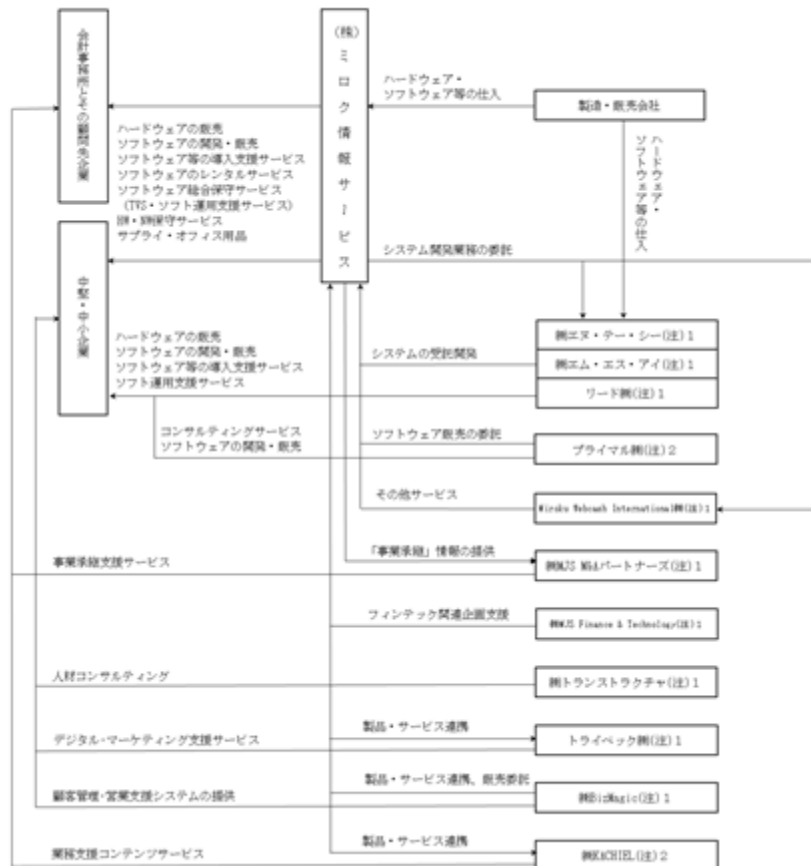 会計事務所とその顧問先企業
(株)ミロク情報サービス
ハードウェア・
ソフトウェア等の仕入
製造・販売会社
ハードウェアの販売
ソフトウェアの開発・販売
ソフトウェア等の導入支援サービス
ソフトウェアのレンタルサービス
ソフトウェア総合保守サービス
(TVS・ソフト運用支援サービス)
保守サービス
サプライ・オフィス用品
ハードウェア・
ソフトウェア等の仕入
中堅・中小企業
システム開発業務の委託
ハードウェアの販売
ソフトウェアの開発・販売
ソフトウェア等の導入支援サービス
ソフト運用支援サービス
システムの受託開発
㈱エヌ・テー・シー(注)1
㈱エム・エス・アイ(注)1
リード㈱(注)1
コンサルティングサービス
ソフトウェアの開発・販売
ソフトウェア販売の委託
プライマル㈱(注)2
その他サービス
Miroku Webcash International㈱(注)1
「事業承継」情報の提供
事業承継支援サービス
㈱MJS M&Aパートナーズ(注)1
フィンテック関連企画支援
㈱MJS Finance & Technology(注)1
人材コンサルティング
㈱トランストラクチャ(注)1
製品・サービス連携
デジタル・マーケティング支援サービス
トライベック㈱(注)1
製品・サービス連携、販売委託
顧客管理・営業支援システムの提供
㈱BizMagic(注)1
製品・サービス連携
業務支援コンテンツサービス
㈱KACHIEL(注)2